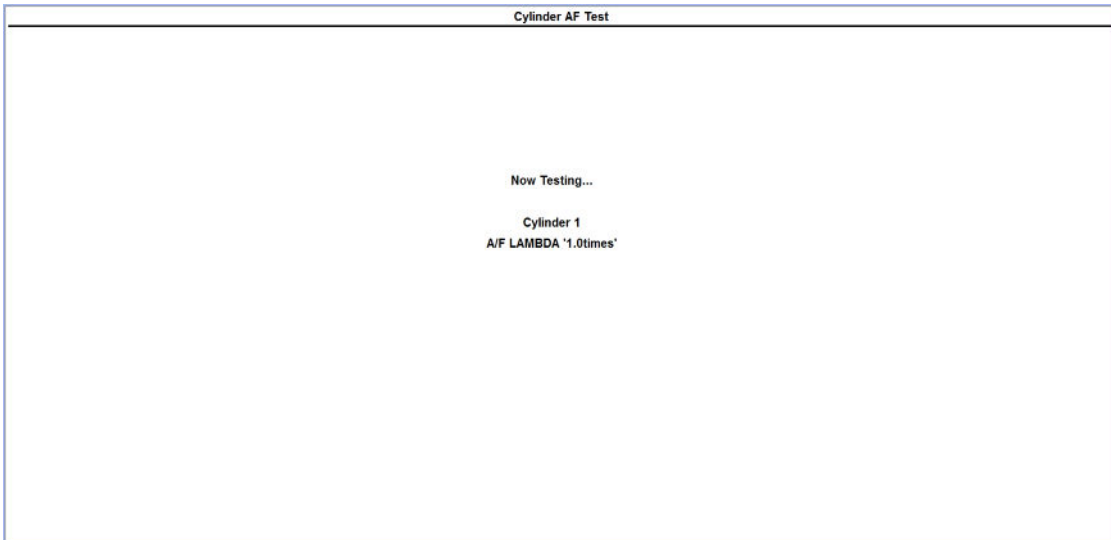 Cylinder AF Test
Now Testing...
Cylinder 1
A/F LAMBDA '1.0times'